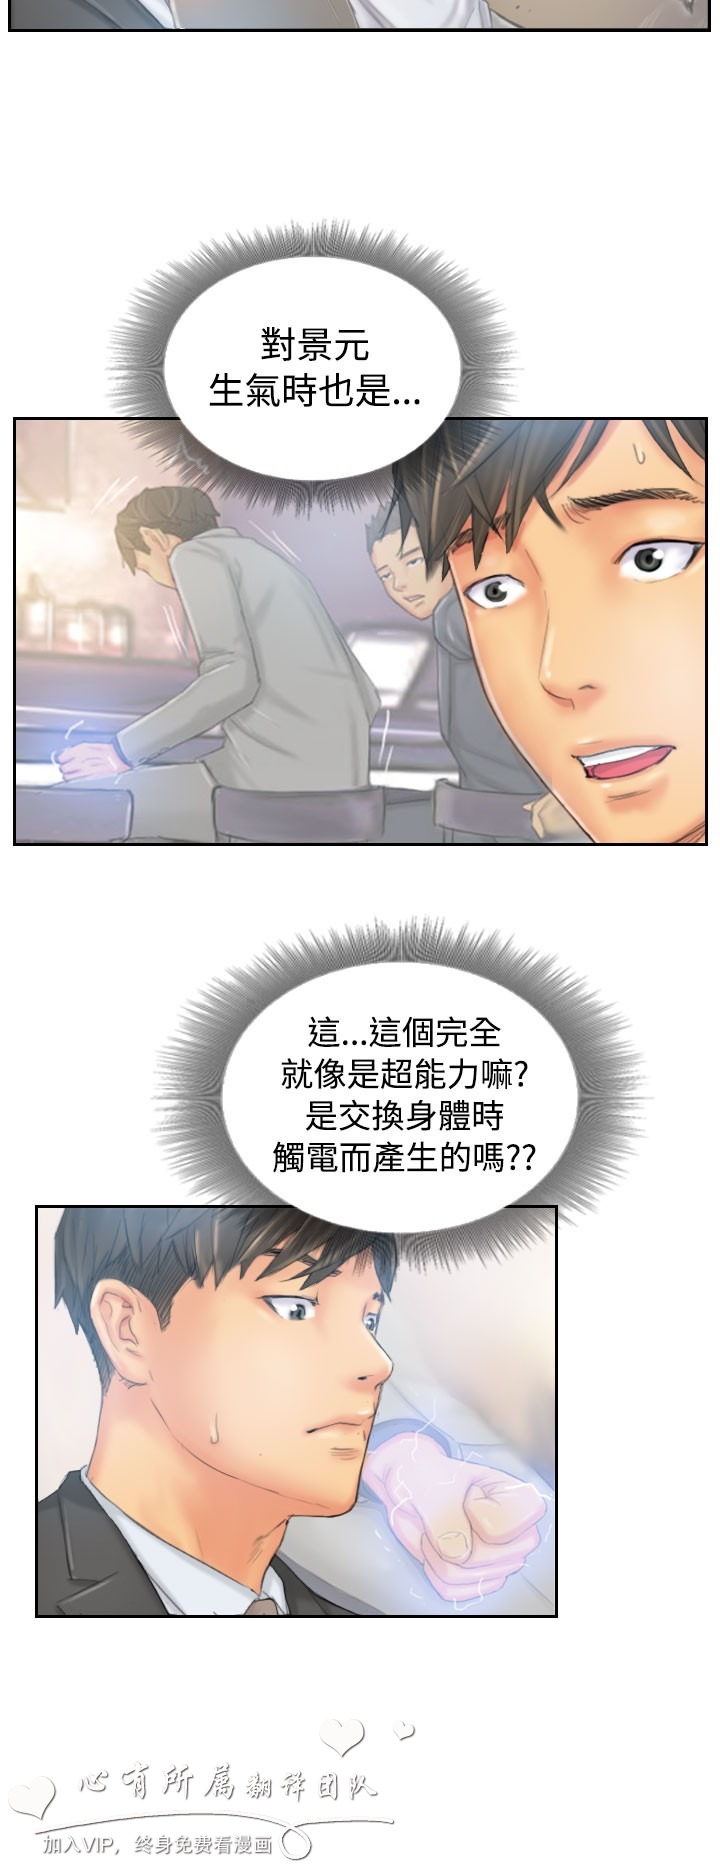 對景元
生氣時也是...
這...這個完全
就像是超能力嘛?
是交換身體時
觸電而產生的嗎??
心有所属翻译团队
加入VIP，终身免费看漫画